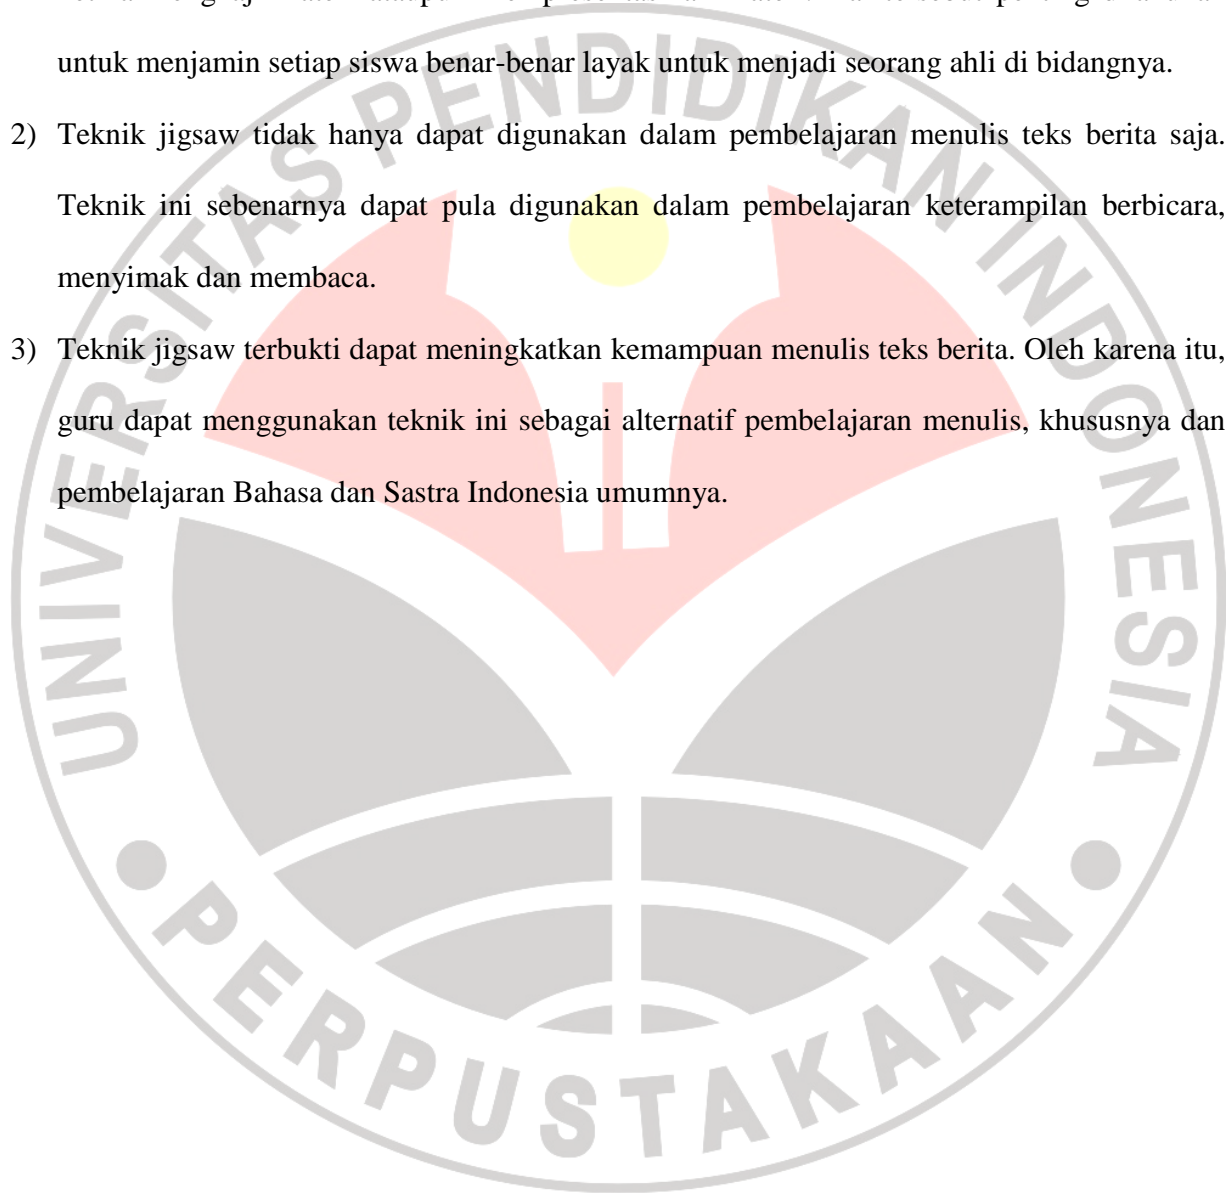 untuk menjamin setiap siswa benar-benar layak untuk menjadi seorang ahli di bidangnya.
2) Teknik jigsaw tidak hanya dapat digunakan dalam pembelajaran menulis teks berita saja.
Teknik ini sebenarnya dapat pula digunakan dalam pembelajaran keterampilan berbicara,
menyimak dan membaca.
3) Teknik jigsaw terbukti dapat meningkatkan kemampuan menulis teks berita. Oleh karena itu,
guru dapat menggunakan teknik ini sebagai alternatif pembelajaran menulis, khususnya dan
pembelajaran Bahasa dan Sastra Indonesia umumnya.
UNIVERSITAS PENDIDIKAN INDONESIA
PERPUSTAKAAN